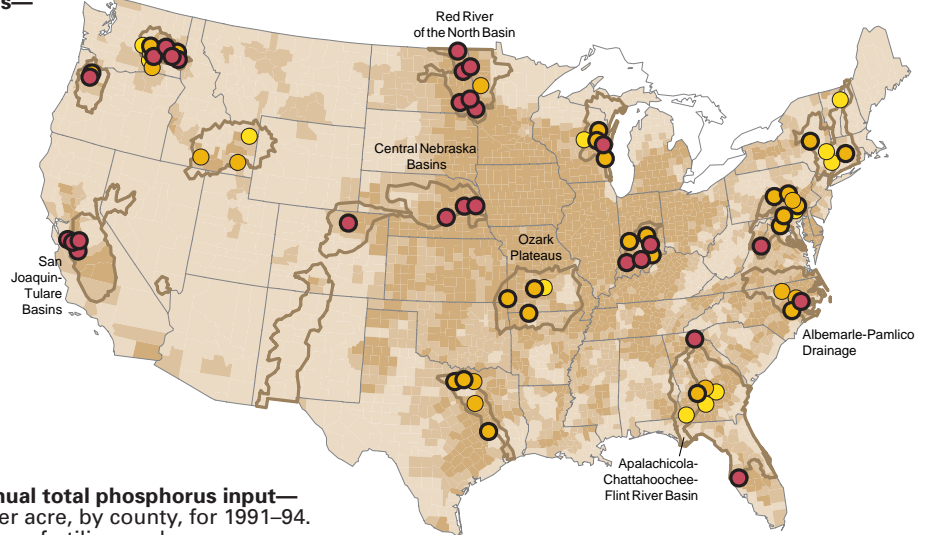 s—
Red River
of the North Basin
Central Nebraska
Basins
Ozark
Plateaus
San
Joaquin-
Tulare
Basins
Albemarle-Pamlico
Drainage
Apalachicola-
Chattahoochee-
Flint River Basin
nual total phosphorus input—
er acre, by county, for 1991–94.